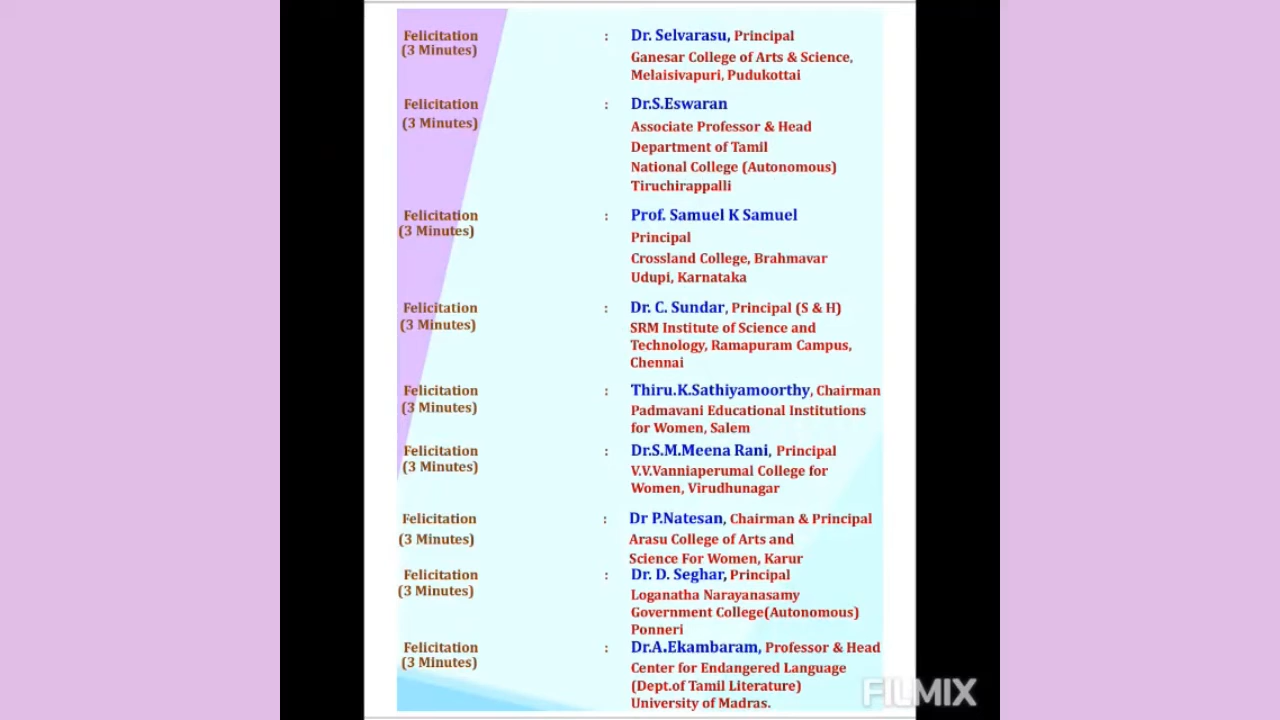 Felicitation : Dr. Selvarasu, Principal
(3 Minutes)
Ganesar College of Arts & Science,
Melaisivapuri, Pudukottai
Felicitation : Dr.S.Eswaran
(3 Minutes) Associate Professor & Head
Department of Tamil
National College (Autonomous)
Tiruchirappalli
Felicitation : Prof. Samuel K Samuel
(3 Minutes) Principal
Crossland College, Brahmavar
Udupi, Karnataka
Felicitation : Dr. C. Sundar, Principal (S & H)
(3 Minutes) SRM Institute of Science and
Technology, Ramapuram Campus,
Chennai
Felicitation : Thiru.K.Sathiyamoorthy, Chairman
(3 Minutes) Padmavani Educational Institutions
for Women, Salem
Felicitation : Dr.S.M.Meena Rani, Principal
(3 Minutes) V.V.Vanniaperumal College for
Women, Virudhunagar
Felicitation : Dr P.Natesan, Chairman & Principal
(3 Minutes) Arasu College of Arts and
Science For Women, Karur
Felicitation : Dr. D. Seghar, Principal
(3 Minutes) Loganatha Narayanasamy
Government College(Autonomous)
Ponneri
Felicitation : Dr.A.Ekambaram, Professor & Head
(3 Minutes) Center for Endangered Language
(Dept.of Tamil Literature)
University of Madras.
FILMIX